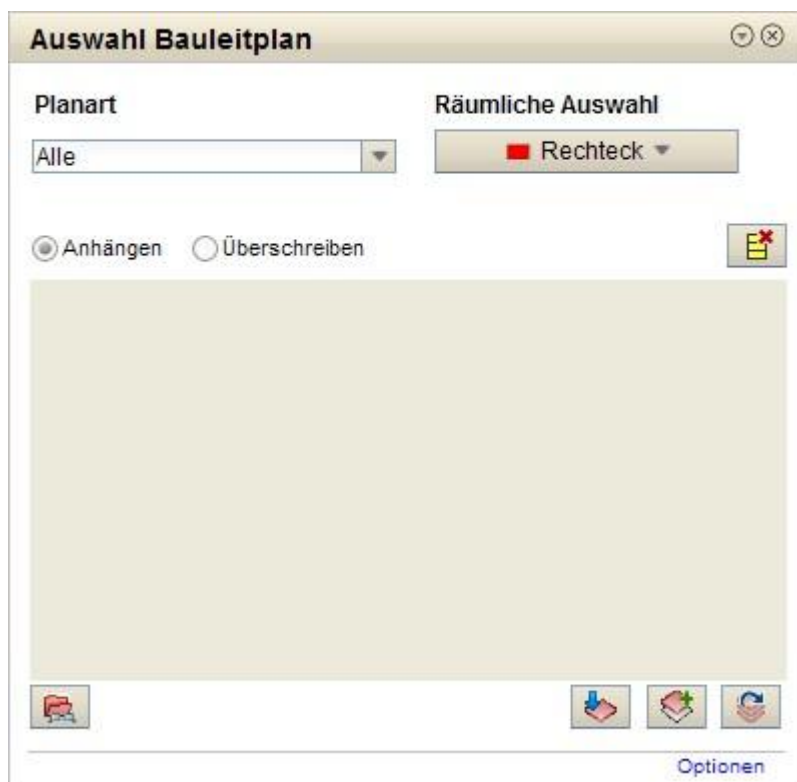 Auswahl Bauleitplan
Planart
Räumliche Auswahl
Alle
Rechteck
Anhängen
Überschreiben
Optionen